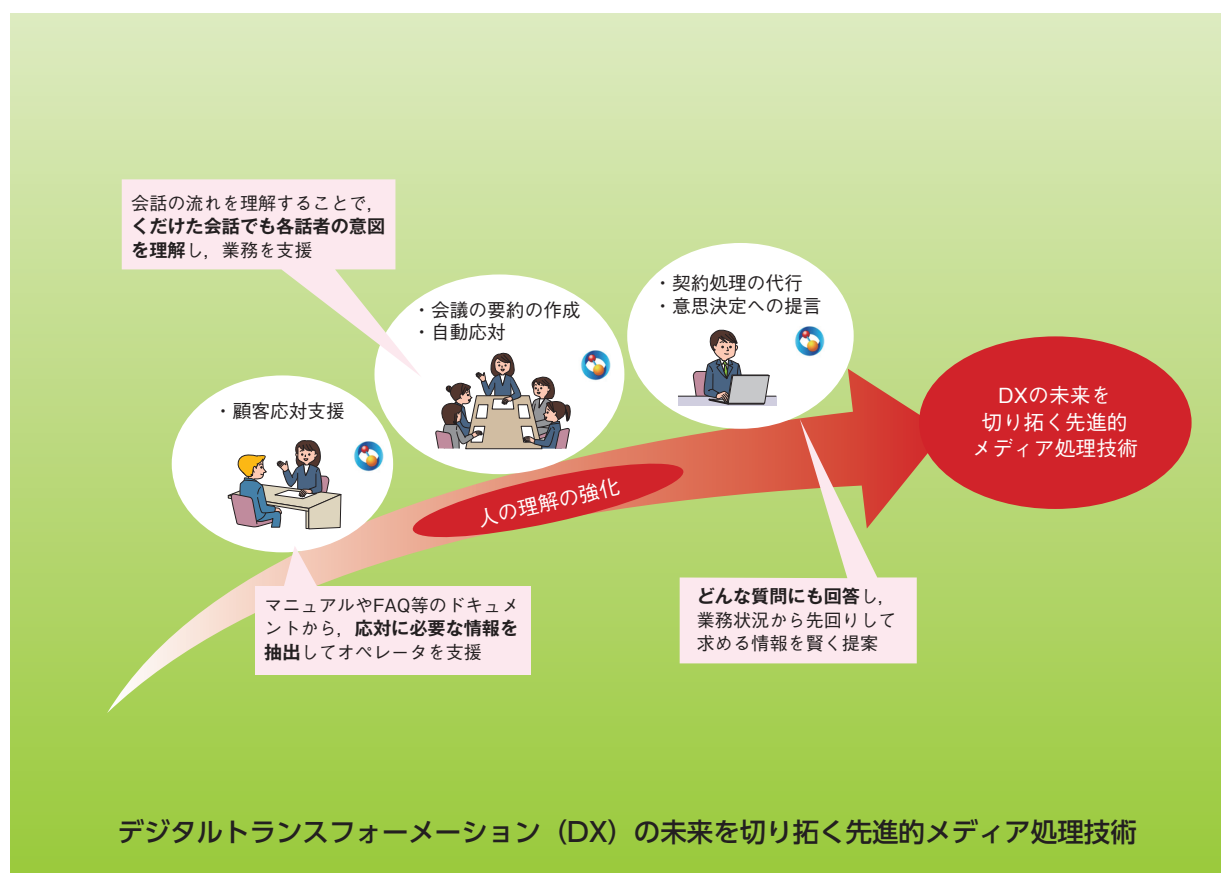 会話の流れを理解することで，
くだけた会話でも各話者の意図
を理解し，業務を支援
・契約処理の代行
・意思決定への提言
・会議の要約の作成
・自動応対
DXの未来を
切り拓く先進的
メディア処理技術
・顧客応対支援
人の理解の強化
マニュアルやFAQ等のドキュメ
ントから，応対に必要な情報を
抽出してオペレータを支援
どんな質問にも回答し，
業務状況から先回りして
求める情報を賢く提案
デジタルトランスフォーメーション（DX）の未来を切り拓く先進的メディア処理技術